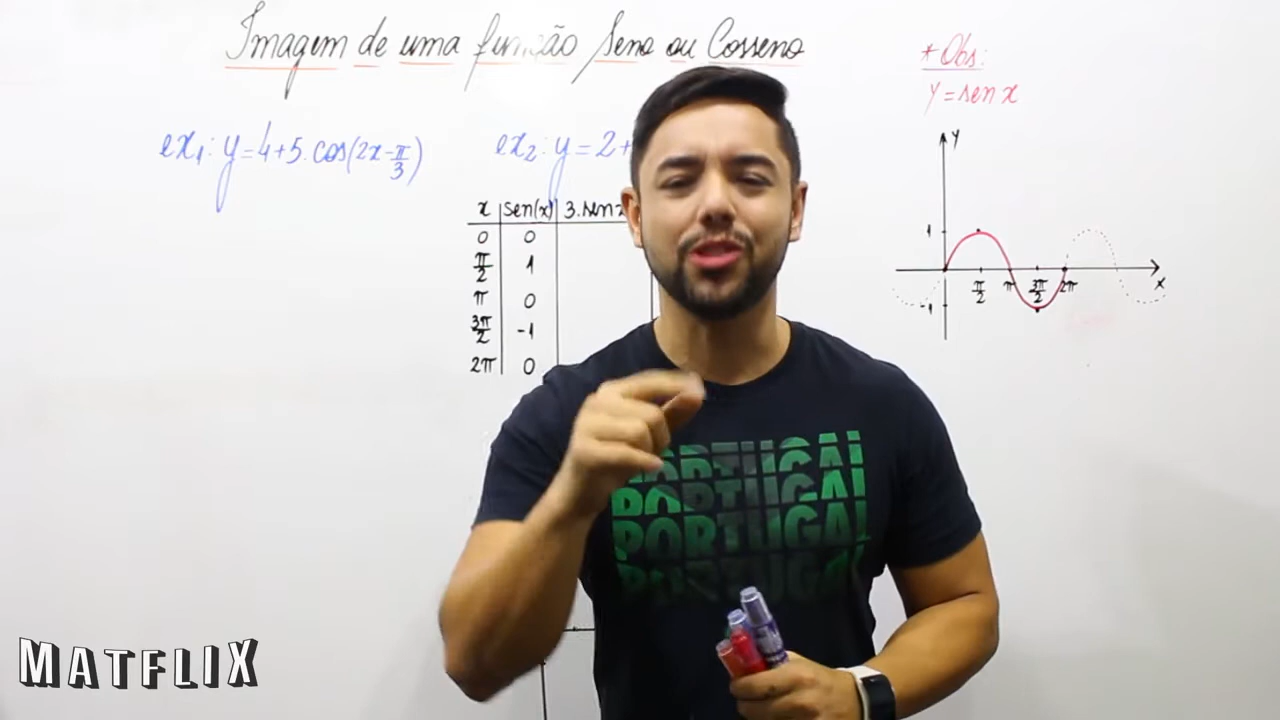 Imagem de uma função Seno ou Cosseno
* Obs:
y = sen x
ex₁: y = 4 + 5. cos(2x - π/3)
ex₂: y = 2 +
x sen(x) 3. sen x
0 0
π/2 1
π 0
3π/2 -1
2π 0
y
1
π/2 π 3π/2 2π x
-1
PORTUGAL
PORTUGAL
PORTUGAL
PORTUGAL
MATFLIX